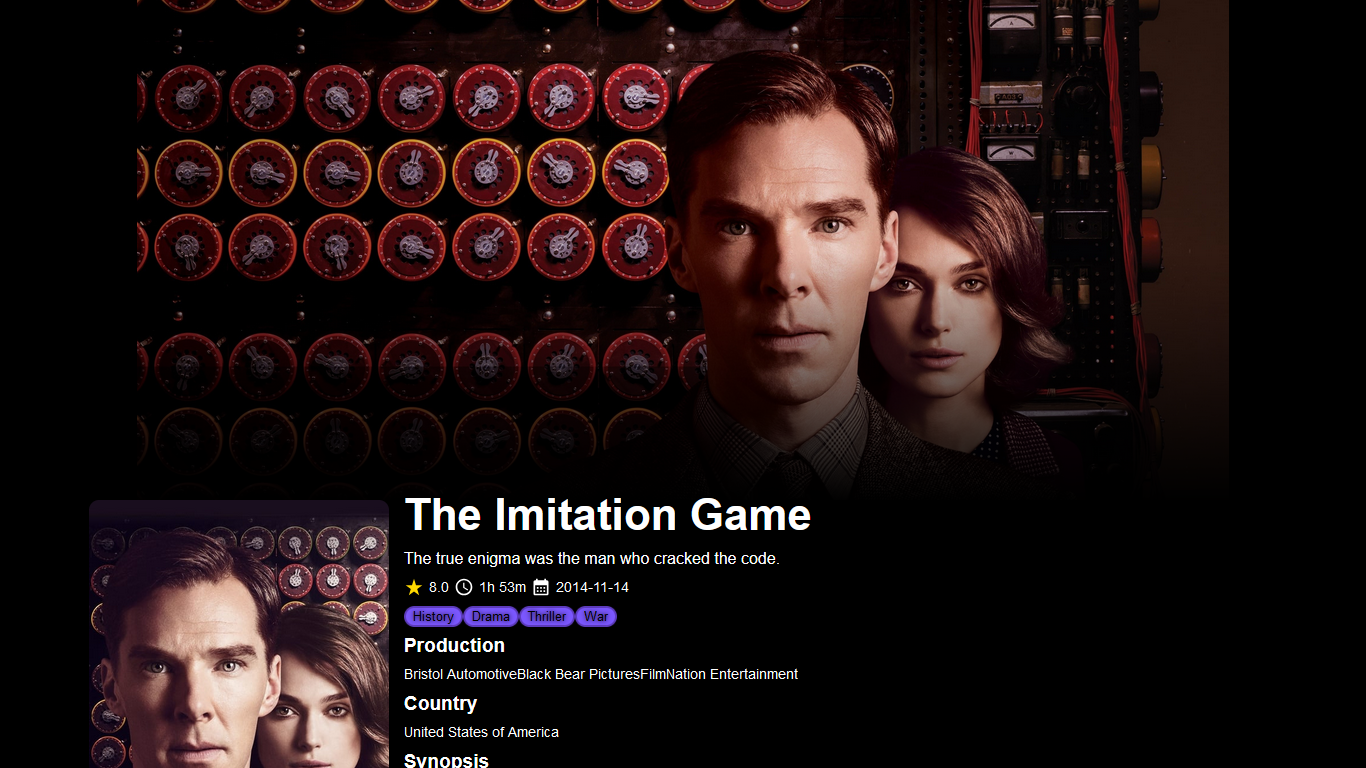 The Imitation Game
The true enigma was the man who cracked the code.
8.0 1h 53m 2014-11-14
History Drama Thriller War
Production
Bristol AutomotiveBlack Bear PicturesFilmNation Entertainment
Country
United States of America
Synopsis